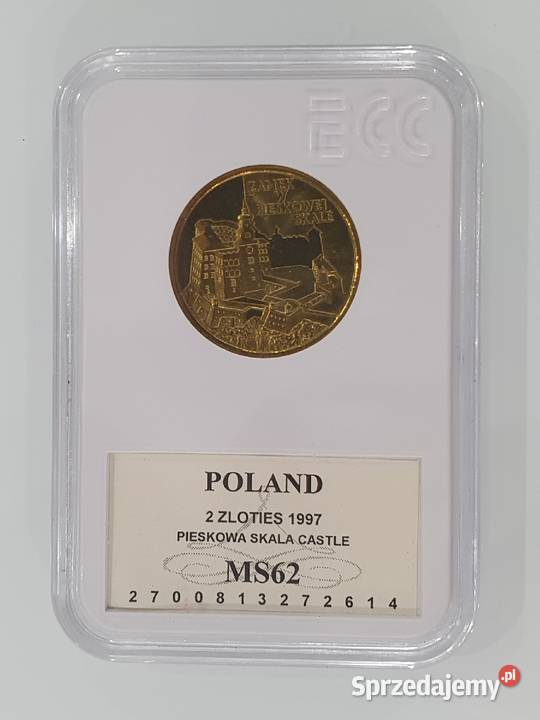 ECC
ZAMEK
W
PIESKOWEJ
SKALE
POLAND
2 ZLOTIES 1997
PIESKOWA SKALA CASTLE
MS62
2700813272614
Sprzedajemy.pl